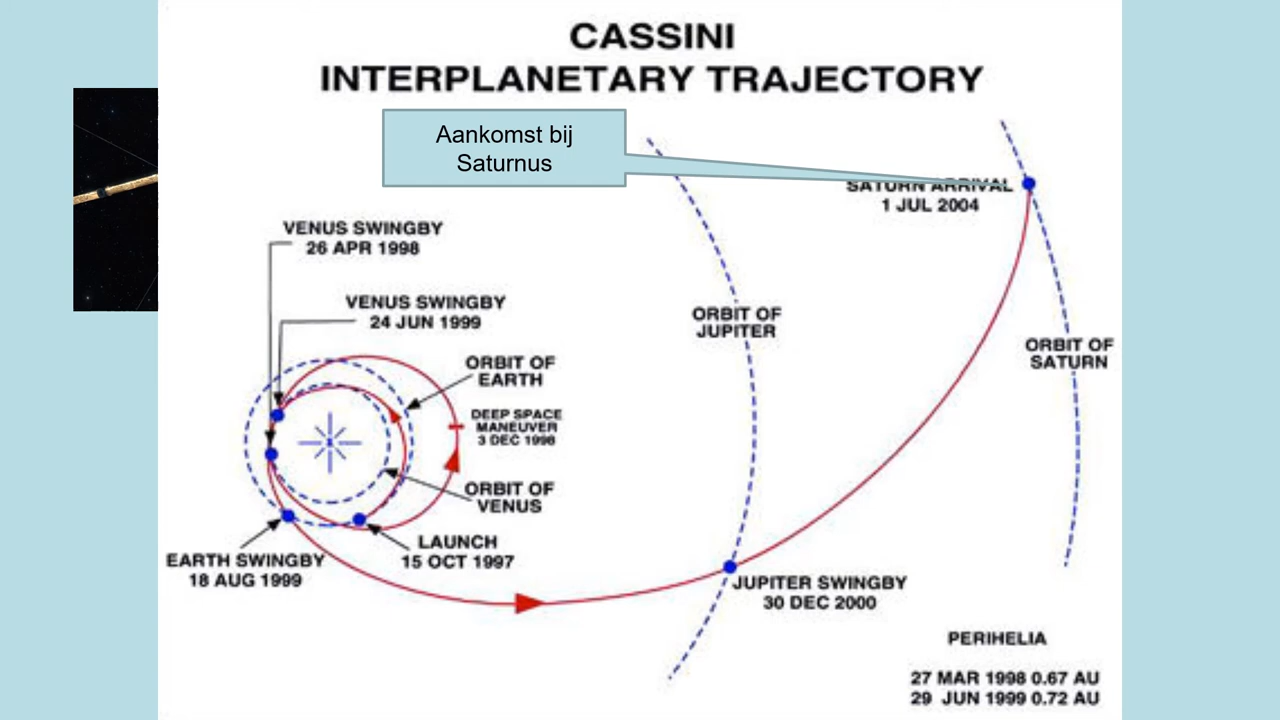 CASSINI
INTERPLANETARY TRAJECTORY
Aankomst bij
Saturnus
SATURN ARRIVAL
1 JUL 2004
VENUS SWINGBY
26 APR 1998
VENUS SWINGBY
24 JUN 1999
ORBIT OF
JUPITER
ORBIT OF
SATURN
ORBIT OF
EARTH
DEEP SPACE
MANEUVER
3 DEC 1998
ORBIT OF
VENUS
LAUNCH
15 OCT 1997
EARTH SWINGBY
18 AUG 1999
JUPITER SWINGBY
30 DEC 2000
PERIHELIA
27 MAR 1998 0.67 AU
29 JUN 1999 0.72 AU